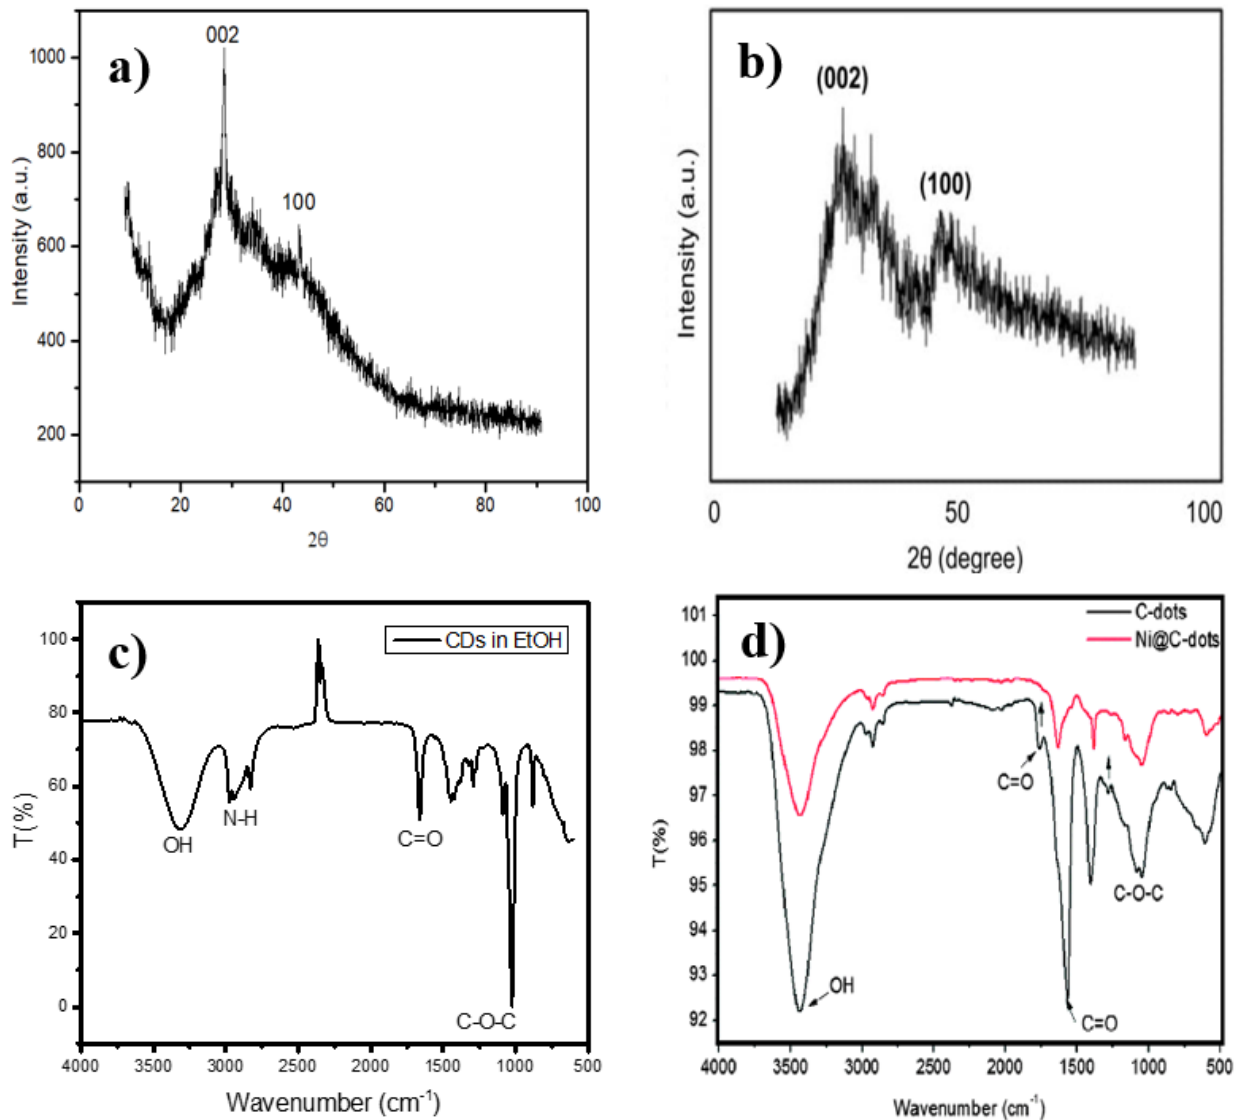 a)
002
100
1000
800
600
400
200
Intensity (a.u.)
0 20 40 60 80 100
2θ
b)
(002)
(100)
Intensity (a.u.)
0 50 100
2θ (degree)
c)
CDs in EtOH
100
80
60
40
20
0
T(%)
OH
N-H
C=O
C-O-C
4000 3500 3000 2500 2000 1500 1000 500
Wavenumber (cm⁻¹)
d)
C-dots
Ni@C-dots
101
100
99
98
97
96
95
94
93
92
T(%)
C=O
C-O-C
OH
C=O
4000 3500 3000 2500 2000 1500 1000 500
Wavenumber (cm⁻¹)